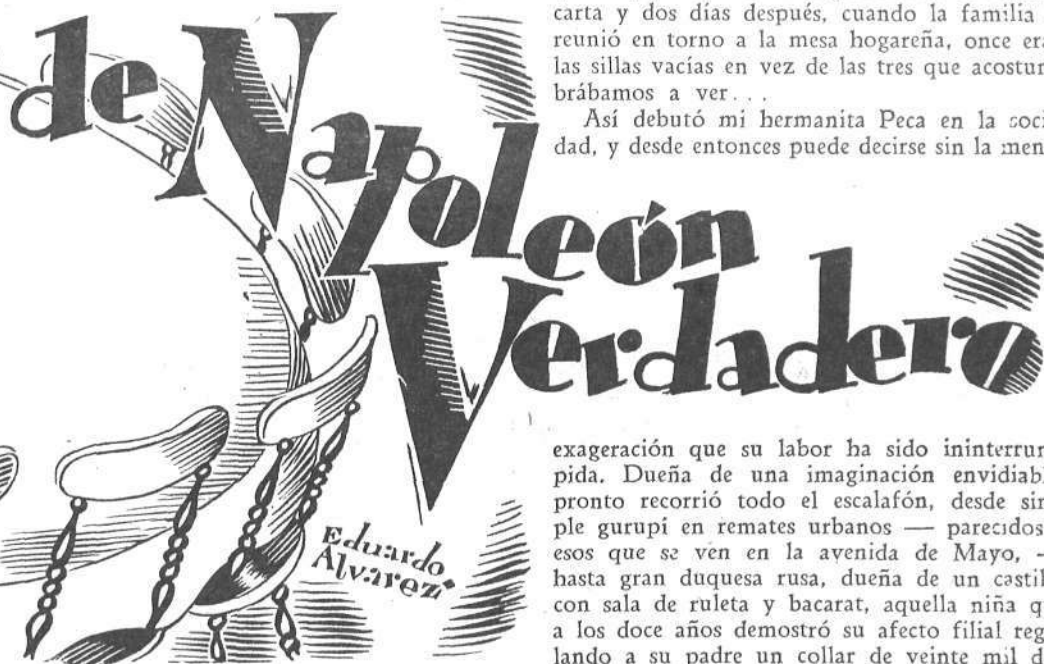 carta y dos días después, cuando la familia
reunió en torno a la mesa hogareña, once era
las sillas vacías en vez de las tres que acostum
brábamos a ver...
Así debutó mi hermanita Peca en la soci
dad, y desde entonces puede decirse sin la men
de Napoleón
Verdadero
Eduardo
Alvarez
exageración que su labor ha sido ininterrum
pida. Dueña de una imaginación envidiabl
pronto recorrió todo el escalafón, desde sim
ple gurupí en remates urbanos — parecidos
esos que se ven en la avenida de Mayo, —
hasta gran duquesa rusa, dueña de un castil
con sala de ruleta y bacarat, aquella niña q
a los doce años demostró su afecto filial reg
lando a su padre un collar de veinte mil d